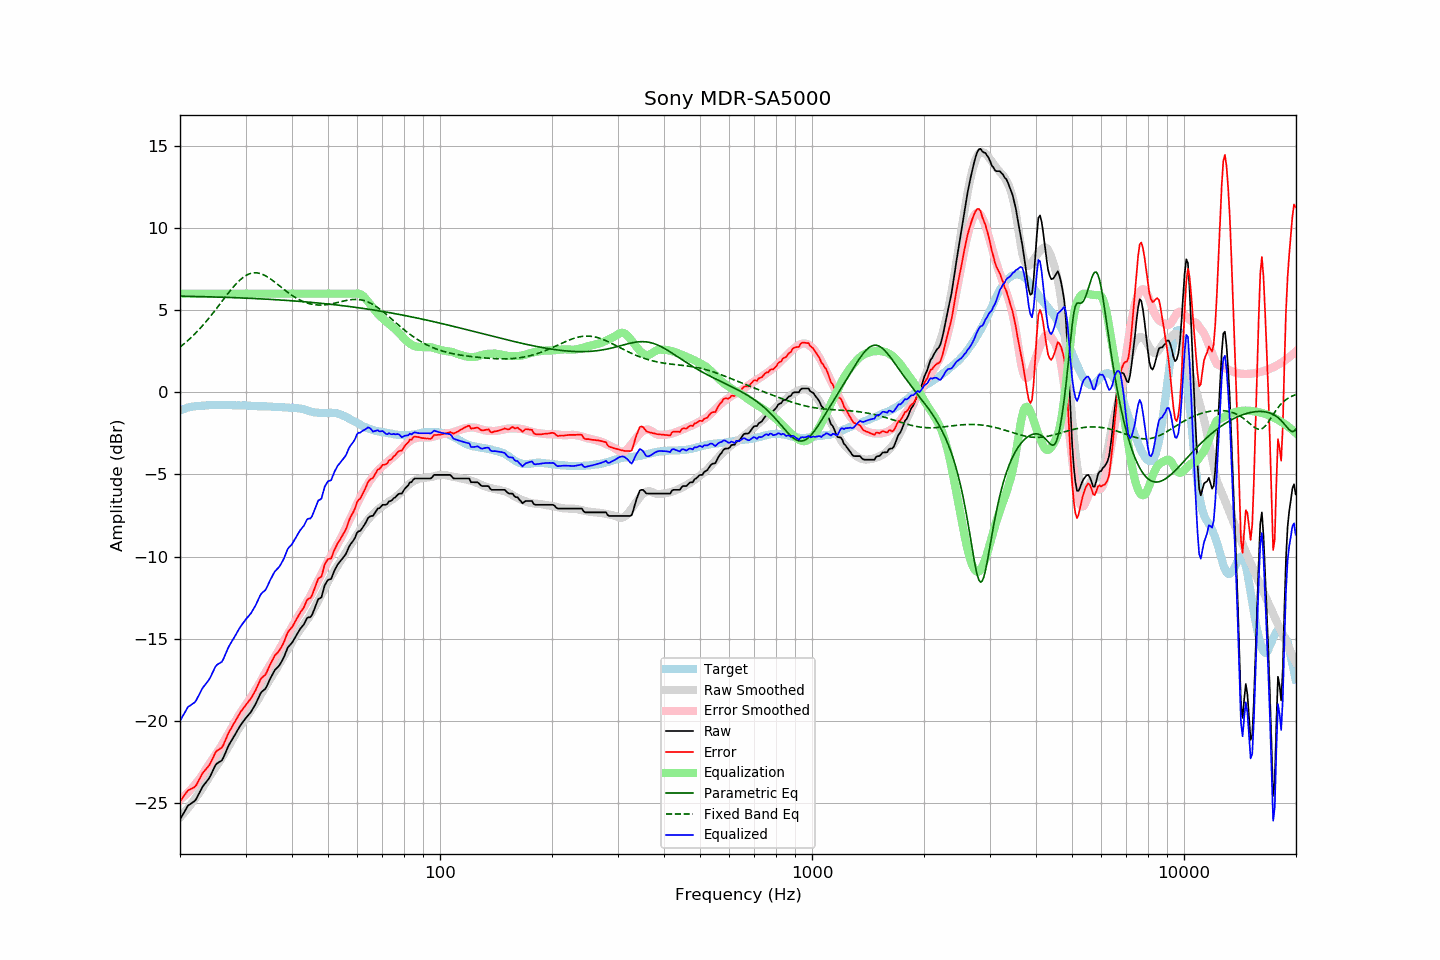 Sony MDR-SA5000
Amplitude (dBr)
15
10
5
0
−5
−10
−15
−20
−25
Target
Raw Smoothed
Error Smoothed
Raw
Error
Equalization
Parametric Eq
Fixed Band Eq
Equalized
100
1000
10000
Frequency (Hz)